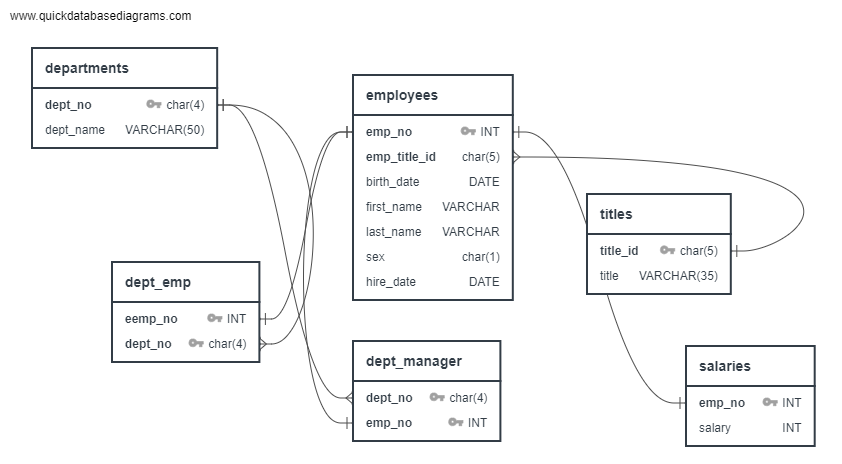 www.quickdatabasediagrams.com
departments
dept_no char(4)
dept_name VARCHAR(50)
employees
emp_no INT
emp_title_id char(5)
birth_date DATE
first_name VARCHAR
last_name VARCHAR
sex char(1)
hire_date DATE
titles
title_id char(5)
title VARCHAR(35)
dept_emp
eemp_no INT
dept_no char(4)
dept_manager
dept_no char(4)
emp_no INT
salaries
emp_no INT
salary INT